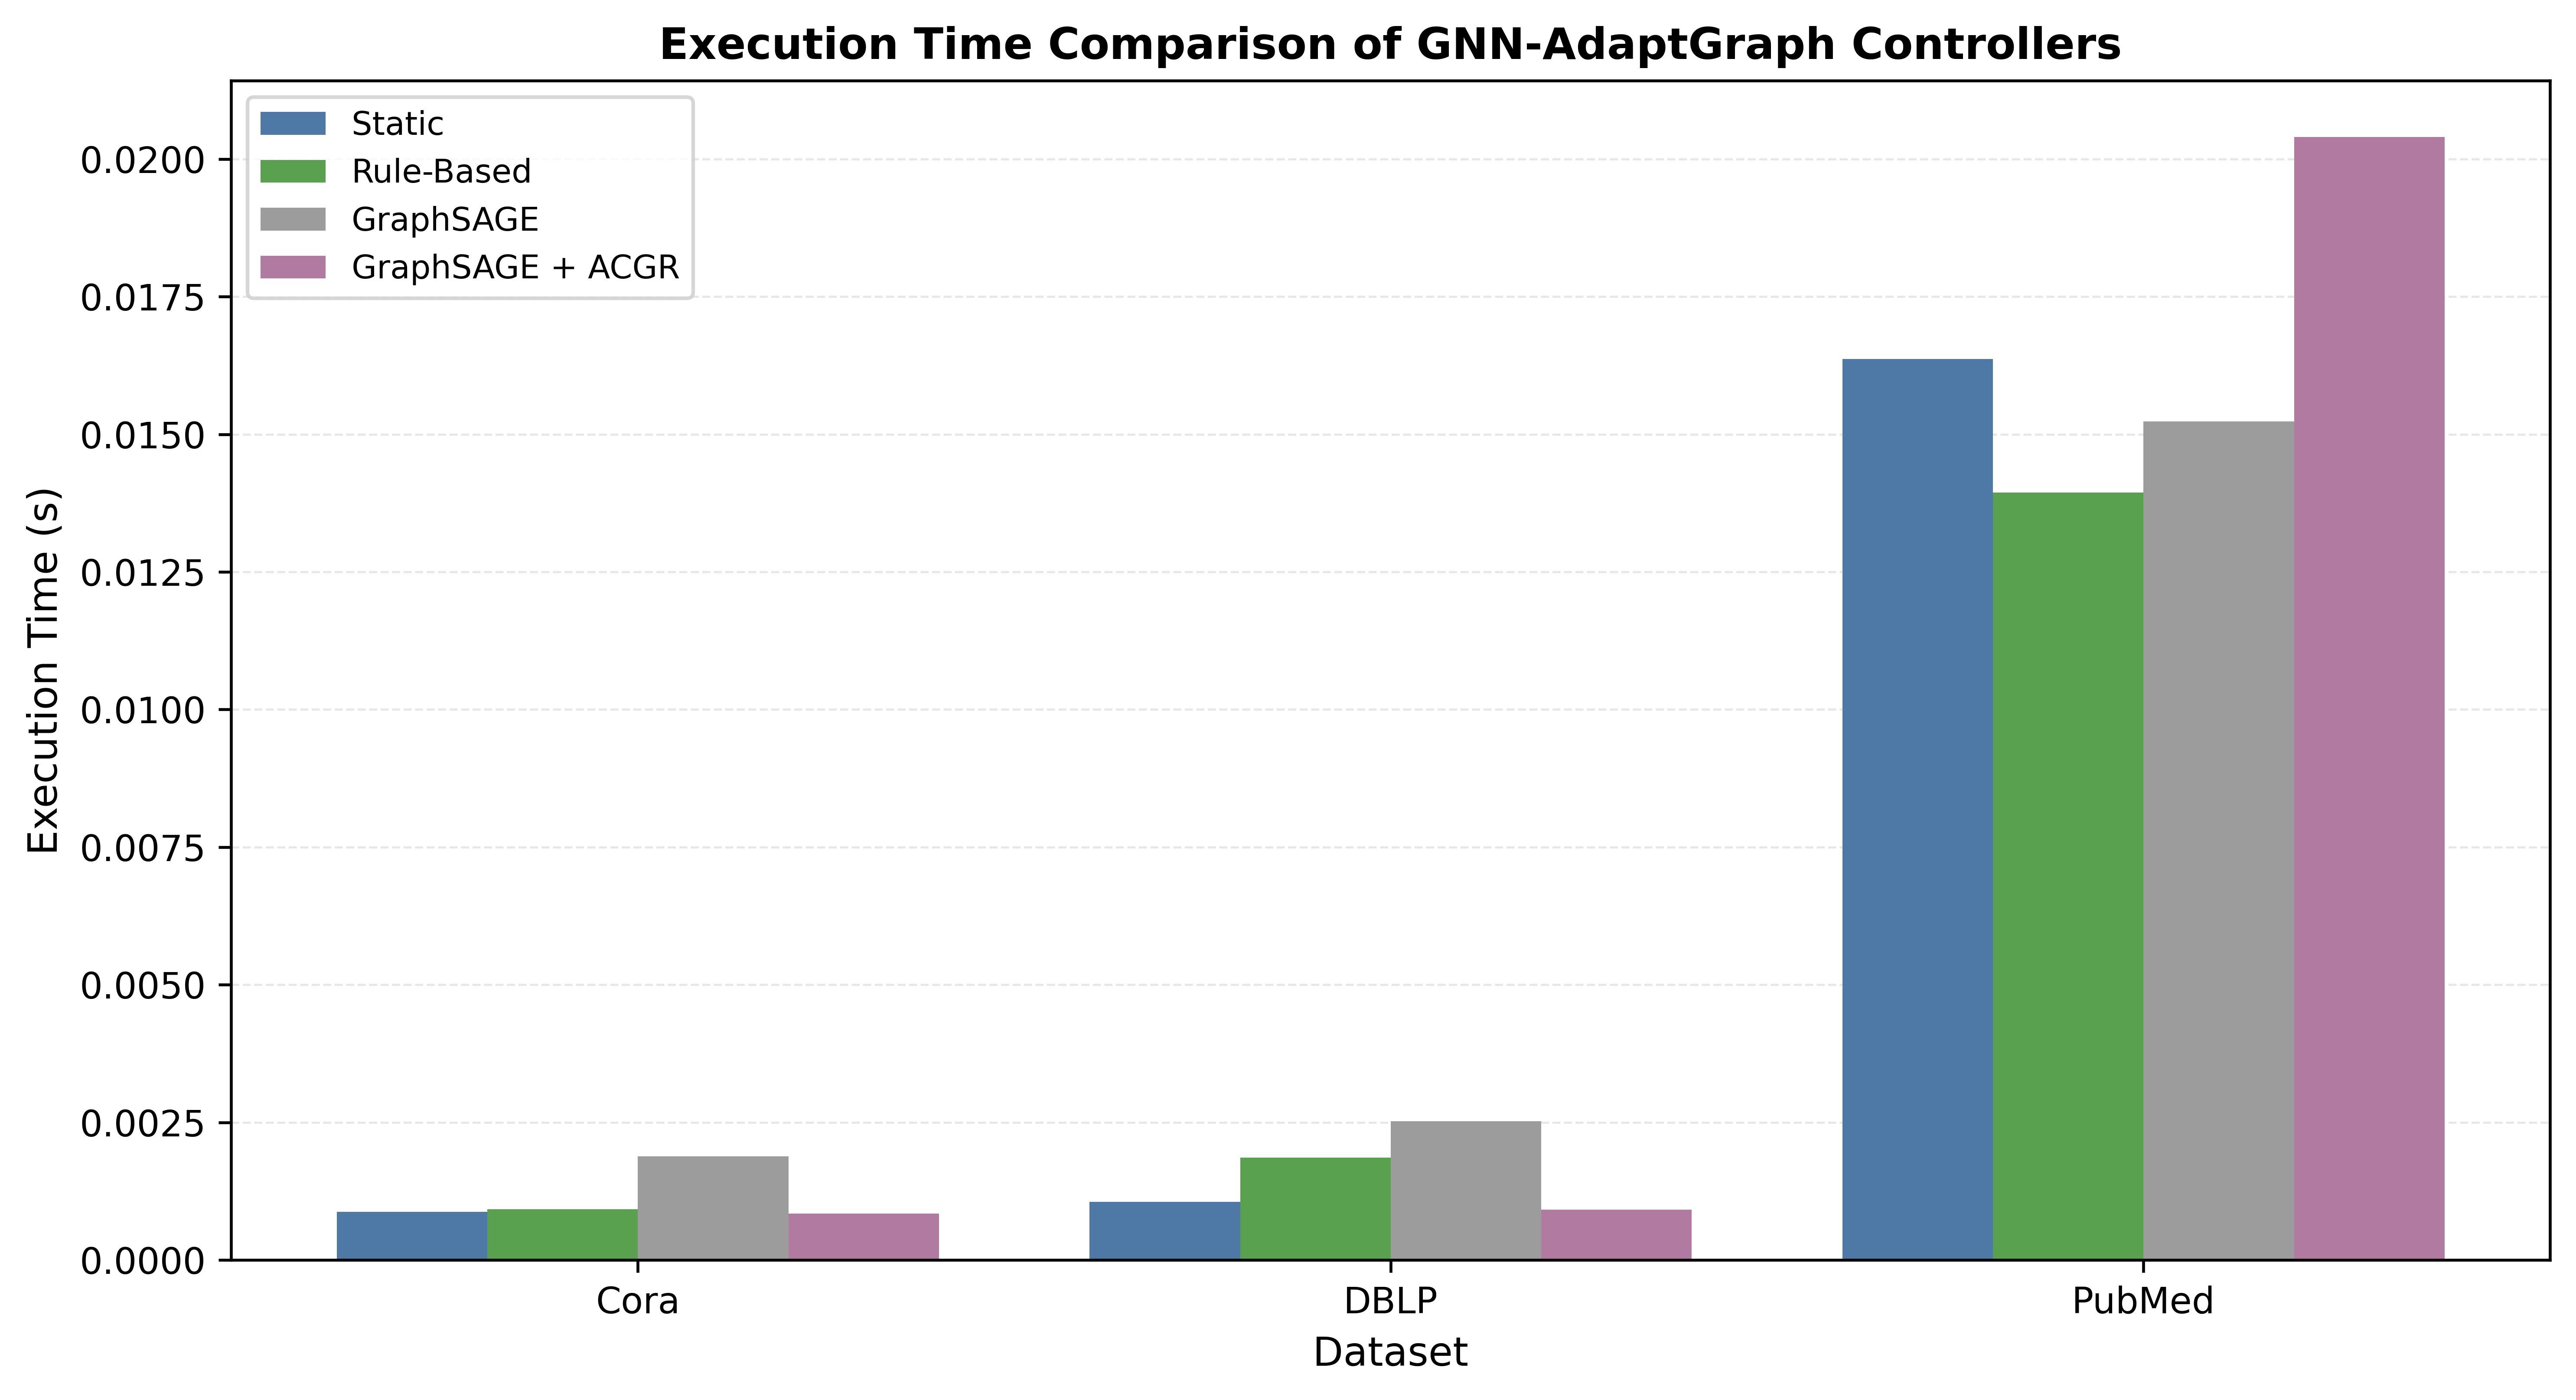 Execution Time Comparison of GNN-AdaptGraph Controllers
Static
Rule-Based
GraphSAGE
GraphSAGE + ACGR
Execution Time (s)
0.0200
0.0175
0.0150
0.0125
0.0100
0.0075
0.0050
0.0025
0.0000
Cora
DBLP
PubMed
Dataset